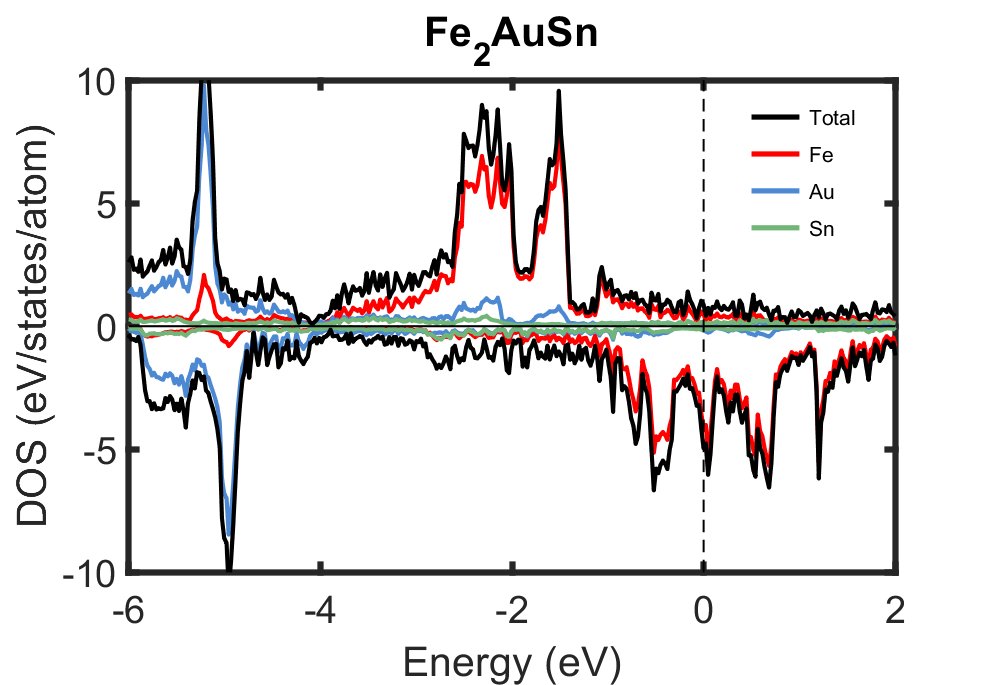 Fe₂AuSn
10
5
0
-5
-10
DOS (eV/states/atom)
Total
Fe
Au
Sn
-6 -4 -2 0 2
Energy (eV)